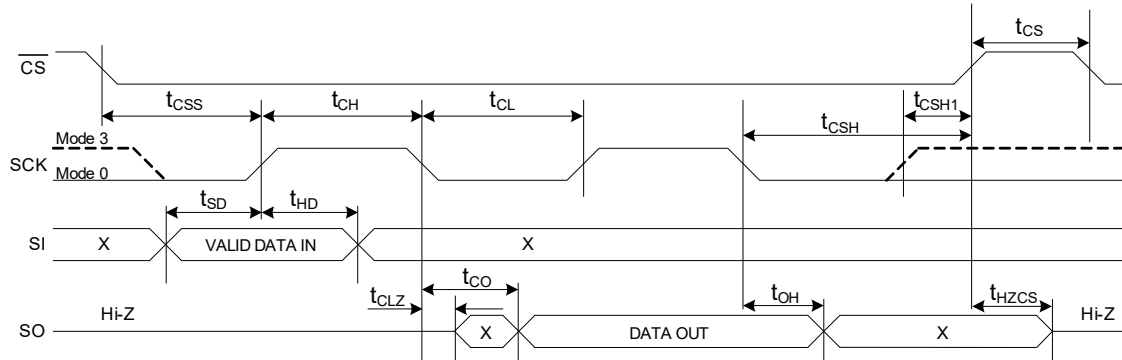 tCS
CS
tCSS
tCH
tCL
tCSH1
tCSH
Mode 3
SCK
Mode 0
tSD
tHD
SI
X
VALID DATA IN
X
tCO
tCLZ
tOH
tHZCS
Hi-Z
Hi-Z
SO
X
DATA OUT
X